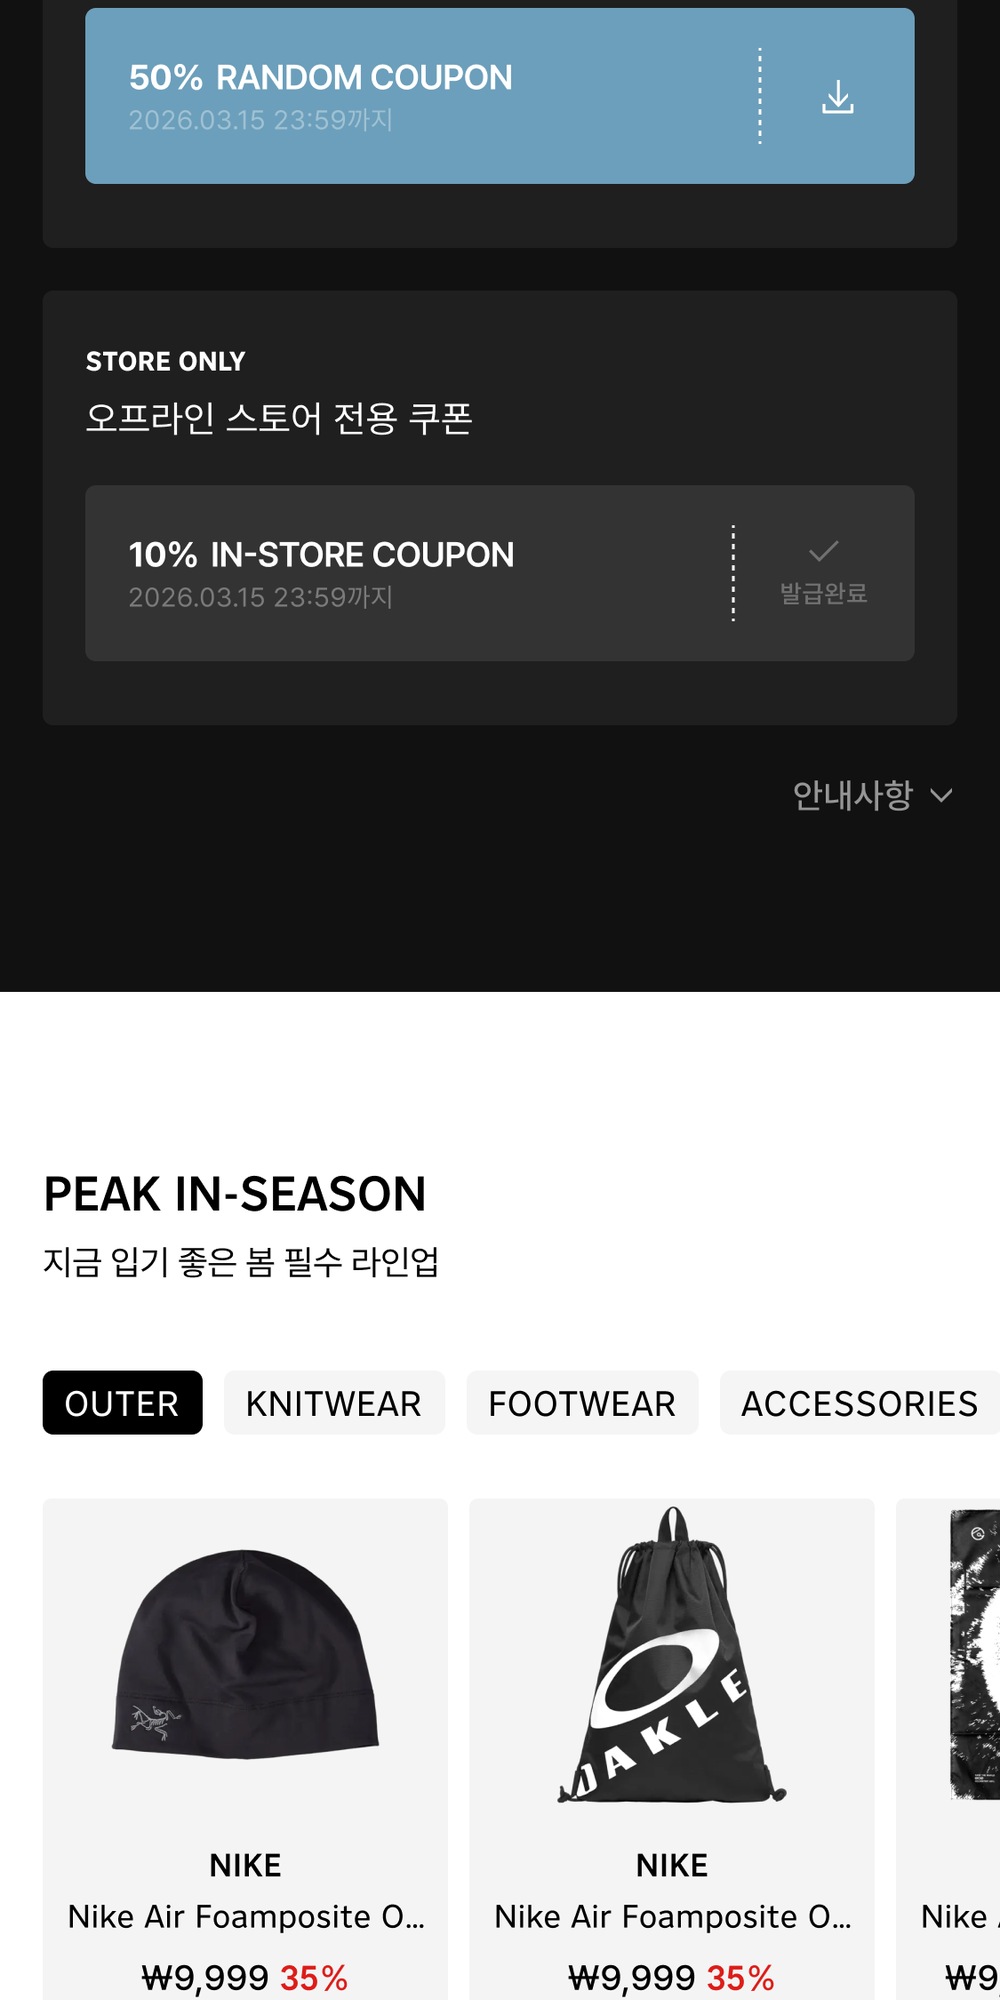 50% RANDOM COUPON
2026.03.15 23:59까지
STORE ONLY
오프라인 스토어 전용 쿠폰
10% IN-STORE COUPON
2026.03.15 23:59까지
발급완료
안내사항
PEAK IN-SEASON
지금 입기 좋은 봄 필수 라인업
OUTER KNITWEAR FOOTWEAR ACCESSORIES
OAKLE
NIKE NIKE
Nike Air Foamposite O... Nike Air Foamposite O... Nike
₩9,999 35% ₩9,999 35% ₩9